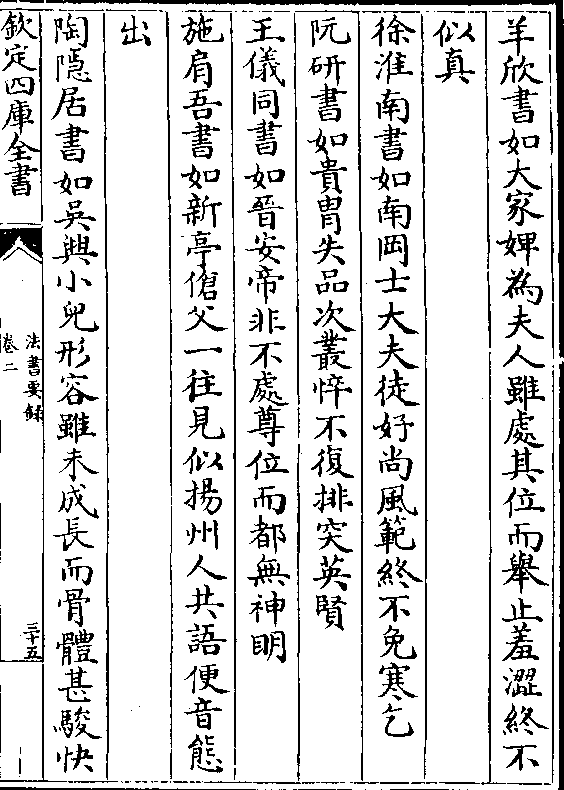 羊欣書如大家婢為夫人雖處其位而舉止羞澀終不
似真
徐淮南書如南岡士大夫徒好尚風範終不免寒乞
阮研書如貴胄失品次叢悴不復排突英賢
王儀同書如晉安帝非不處尊位而都無神眀
施肩吾書如新亭傖父一往見似揚州人共語便音態
出
陶隱居書如吳興小兒形容雖未成長而骨體甚駿快
欽定四庫全書
法書要錄
卷二
三十五